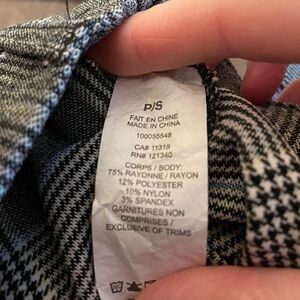 P/S
FAIT EN CHINE
MADE IN CHINA
100055548
CA# 11319
RN# 121340
CORPS / BODY:
75% RAYONNE / RAYON
12% POLYESTER
10% NYLON
3% SPANDEX
GARNITURES NON
COMPRISES /
EXCLUSIVE OF TRIMS